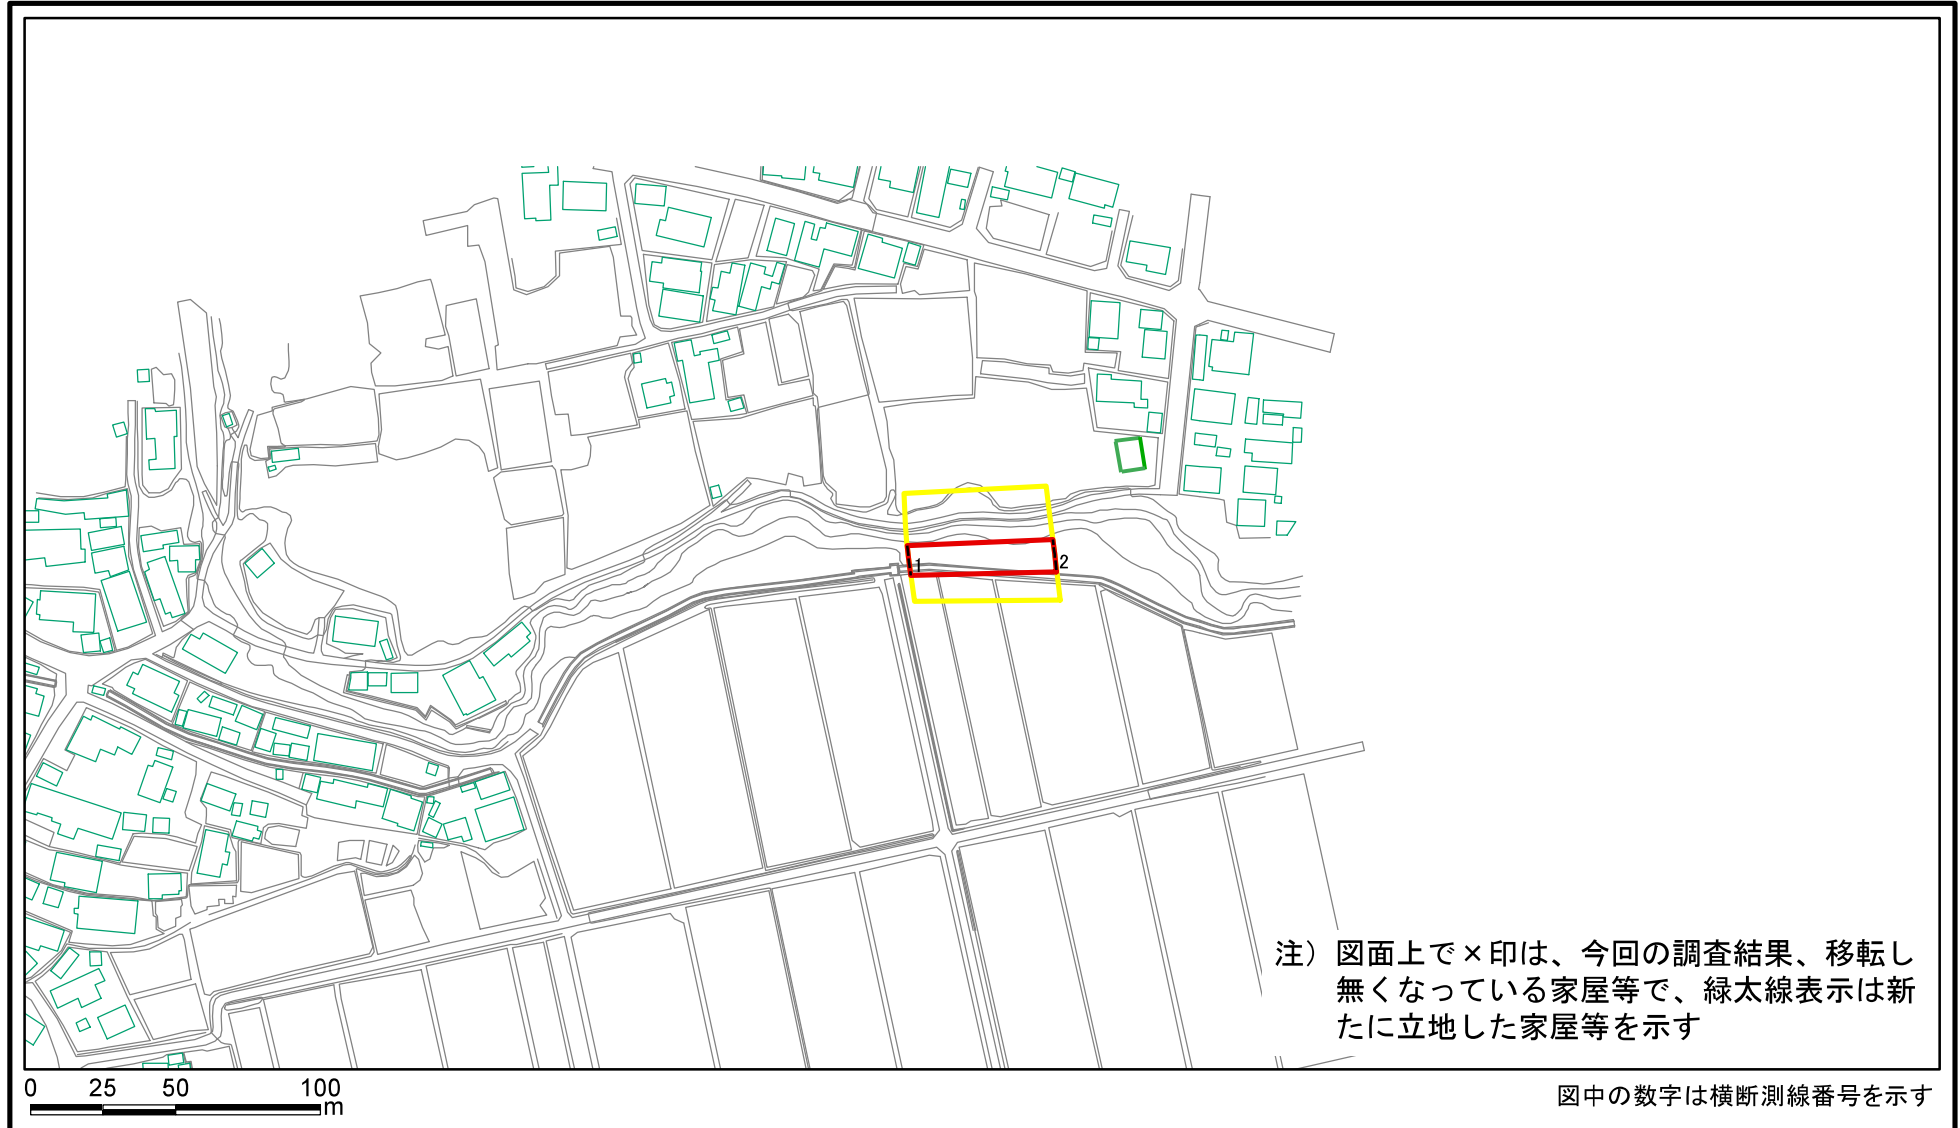 1
2
注） 図面上で×印は、今回の調査結果、移転し
無くなっている家屋等で、緑太線表示は新
たに立地した家屋等を示す
0 25 50 100
m
図中の数字は横断測線番号を示す